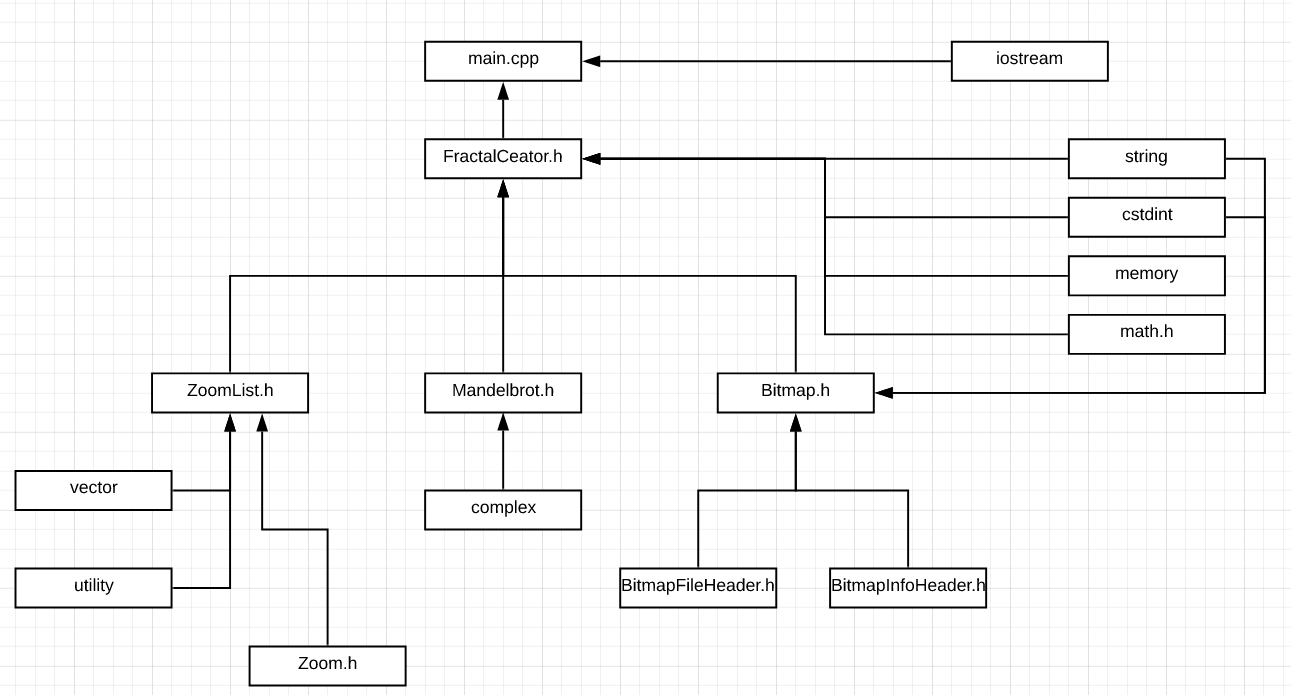 main.cpp
iostream
FractalCeator.h
string
cstdint
memory
math.h
ZoomList.h
Mandelbrot.h
Bitmap.h
vector
complex
utility
BitmapFileHeader.h
BitmapInfoHeader.h
Zoom.h